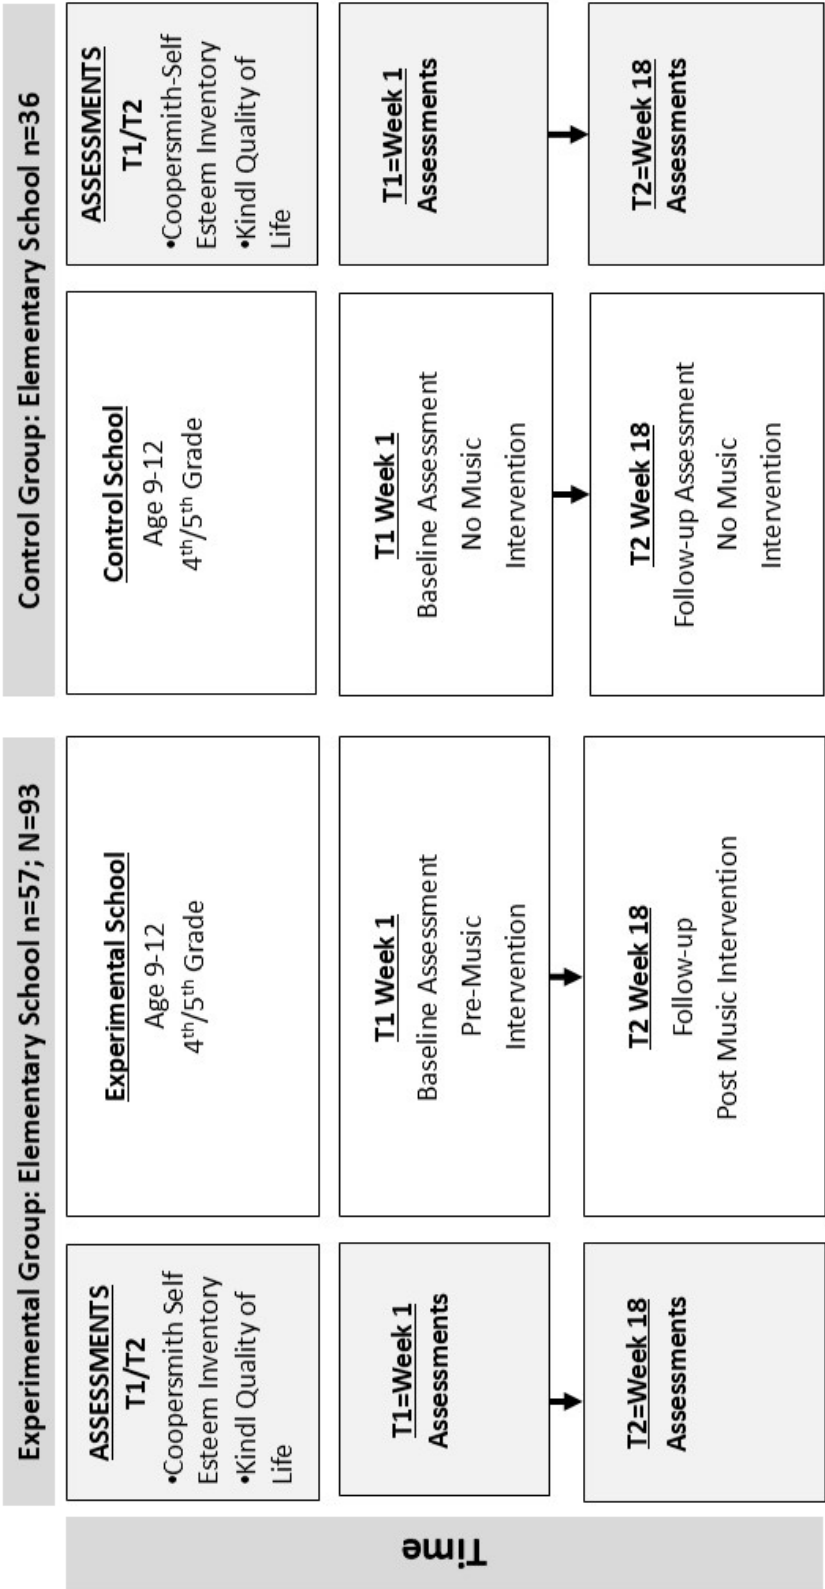 Experimental Group: Elementary School n=57; N=93
Control Group: Elementary School n=36
Time
ASSESSMENTS
T1/T2
•Coopersmith Self
Esteem Inventory
•Kindl Quality of
Life
Experimental School
Age 9-12
4th/5th Grade
Control School
Age 9-12
4th/5th Grade
ASSESSMENTS
T1/T2
•Coopersmith-Self
Esteem Inventory
•Kindl Quality of
Life
T1=Week 1
Assessments
T1 Week 1
Baseline Assessment
Pre-Music
Intervention
T1 Week 1
Baseline Assessment
No Music
Intervention
T1=Week 1
Assessments
T2=Week 18
Assessments
T2 Week 18
Follow-up
Post Music Intervention
T2 Week 18
Follow-up Assessment
No Music
Intervention
T2=Week 18
Assessments